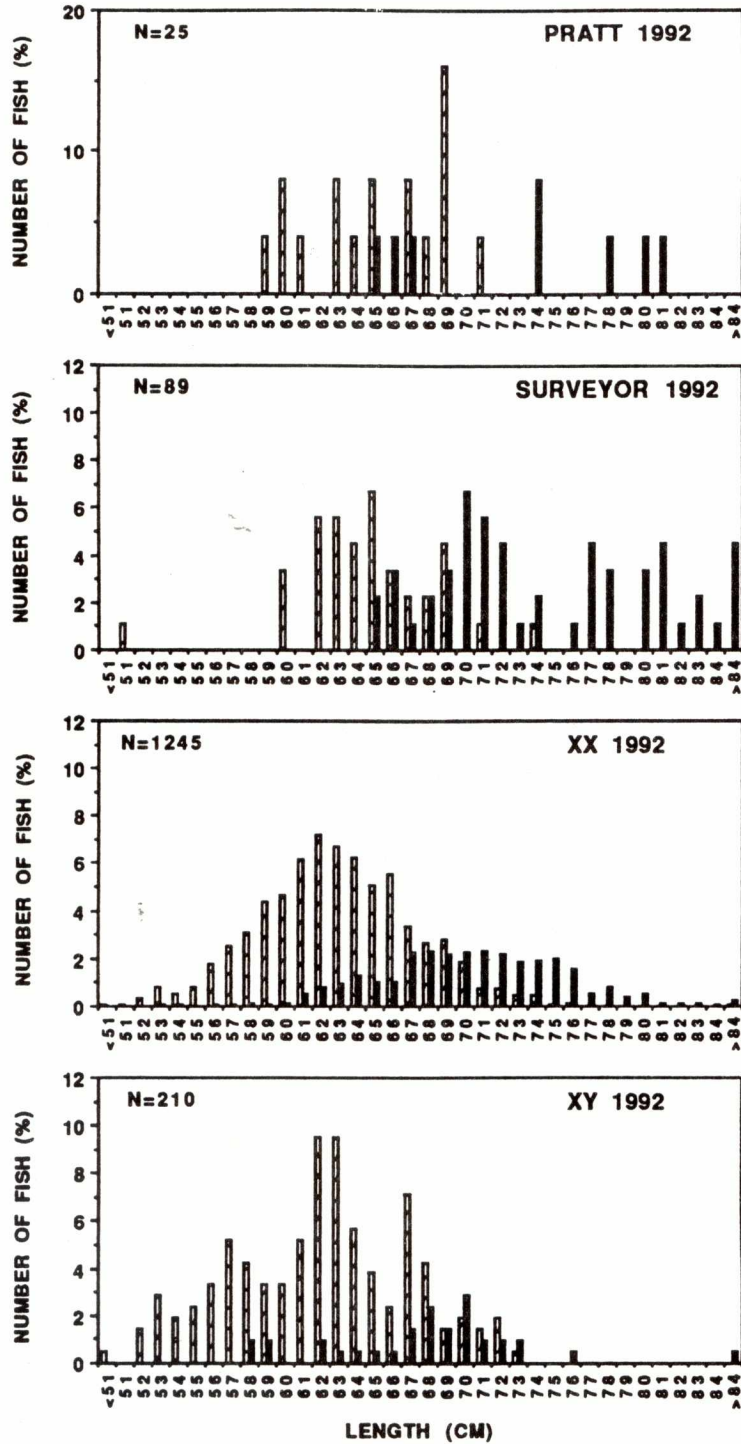 NUMBER OF FISH (%)
20
10
0
N=25
PRATT 1992
<51 51 52 53 54 55 56 57 58 59 60 61 62 63 64 65 66 67 68 69 70 71 72 73 74 75 76 77 78 79 80 81 82 83 84 >84
NUMBER OF FISH (%)
12
10
8
6
4
2
0
N=89
SURVEYOR 1992
<51 51 52 53 54 55 56 57 58 59 60 61 62 63 64 65 66 67 68 69 70 71 72 73 74 75 76 77 78 79 80 81 82 83 84 >84
NUMBER OF FISH (%)
12
10
8
6
4
2
0
N=1245
XX 1992
<51 51 52 53 54 55 56 57 58 59 60 61 62 63 64 65 66 67 68 69 70 71 72 73 74 75 76 77 78 79 80 81 82 83 84 >84
NUMBER OF FISH (%)
12
10
8
6
4
2
0
N=210
XY 1992
<51 51 52 53 54 55 56 57 58 59 60 61 62 63 64 65 66 67 68 69 70 71 72 73 74 75 76 77 78 79 80 81 82 83 84 >84
LENGTH (CM)